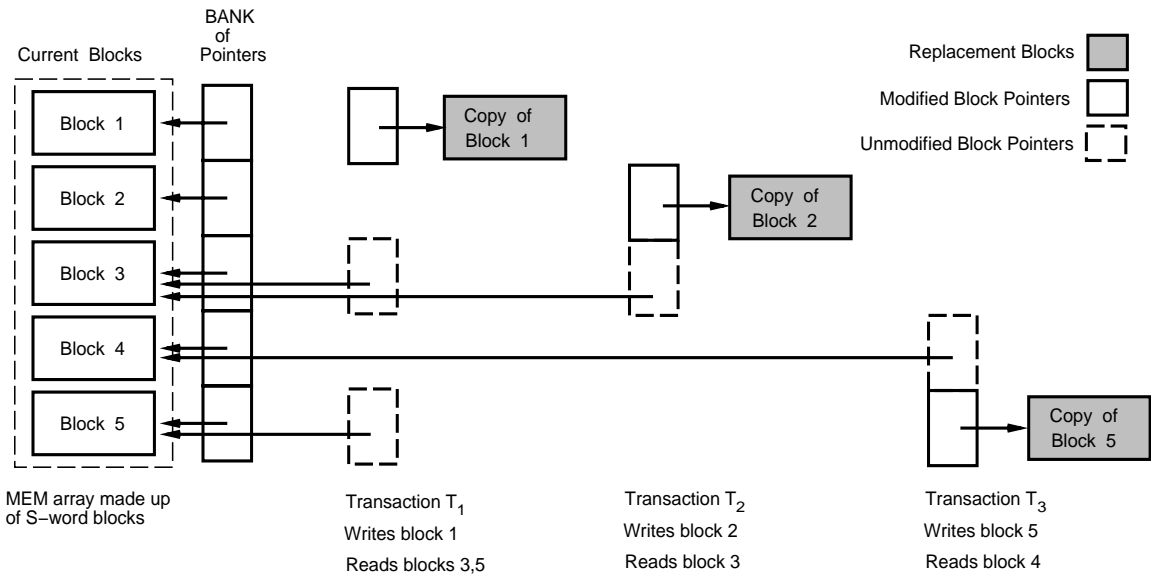 BANK
of
Pointers
Current Blocks
Replacement Blocks
Modified Block Pointers
Unmodified Block Pointers
Block 1
Copy of
Block 1
Block 2
Copy of
Block 2
Block 3
Block 4
Block 5
Copy of
Block 5
MEM array made up
of S−word blocks
Transaction T1
Writes block 1
Reads blocks 3,5
Transaction T2
Writes block 2
Reads block 3
Transaction T3
Writes block 5
Reads block 4